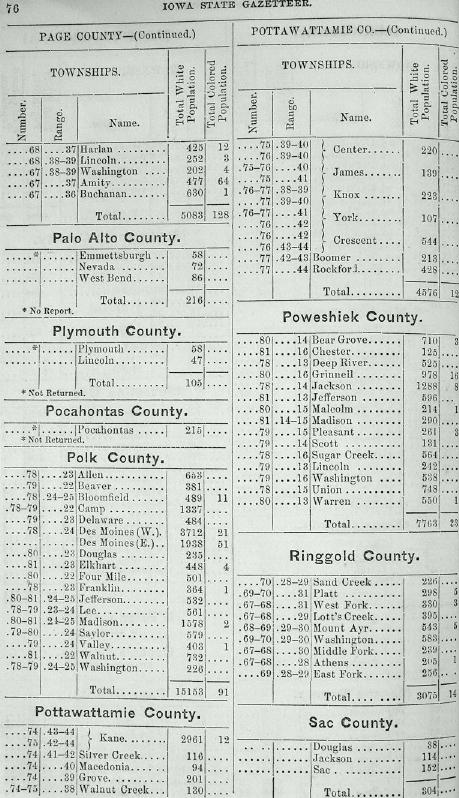 76 IOWA STATE GAZETTEER.
PAGE COUNTY—(Continued.)
TOWNSHIPS.
Number. Range. Name. Total White Population. Total Colored Population.
....68 ....37 Harlan ........ 425 12
....68 .38-39 Lincoln........ 252 3
....67 .38-39 Washington .... 202 4
....67 ....37 Amity.......... 477 64
....67 ....36 Buchanan....... 630 1
Total....... 5083 128
Palo Alto County.
.....* ...... Emmettsburgh .. 58 ....
...... ...... Nevada ........ 72 ....
...... ...... West Bend...... 86 ....
Total....... 216 ....
* No Report.
Plymouth County.
.....* ...... Plymouth ...... 58 ....
...... ...... Lincoln........ 47 ....
Total....... 105 ....
* Not Returned.
Pocahontas County.
.....* ...... Pocahontas .... 215 ....
* Not Returned.
Polk County.
....78 ....23 Allen.......... 653 ....
....79 ....22 Beaver ........ 381 ....
....78 .24-25 Bloomfield .... 489 11
.78-79 ....22 Camp .......... 1337 ....
....79 ....23 Delaware ...... 484 ....
....78 ....24 Des Moines (W.). 3712 21
Des Moines (E.).. 1938 51
....80 ....23 Douglas ....... 235 ....
....81 ....23 Elkhart ....... 448 4
....80 ....22 Four Mile...... 501 ....
....78 ....23 Franklin....... 364 1
.80-81 .24-25 Jefferson...... 532 ....
.78-79 .23-24 Lee............ 561 ....
.80-81 .24-25 Madison........ 1578 2
.79-80 ....24 Saylor......... 579 ....
....79 ....24 Valley......... 403 1
....81 ....22 Walnut......... 732 ....
.78-79 .24-25 Washington..... 226 ....
Total....... 15153 91
Pottawattamie County.
....74 .43-44
....75 .42-44 } Kane. ....... 2961 12
....74 .41-42 Silver Creek.... 116 ....
....74 ....40 Macedonia...... 94 ....
....74 ....39 Grove.......... 201 ....
.74-75 ....38 Walnut Creek... 130 ....
POTTAWATTAMIE CO.—(Continued.)
TOWNSHIPS.
Number. Range. Name. Total White Population. Total Colored Population.
....75 .39-40
....76 .39-40 } Center....... 220 ....
.75-76 ....40
....75 ....41 } James........ 139 ....
.76-77 .38-39
....77 .39-40 } Knox ........ 223 ....
.76-77 ....41
....76 ....42 } York......... 107 ....
....76 ....42
....76 .43-44 } Crescent..... 544 ....
....77 .42-43 Boomer ........ 213 ....
....77 ....44 Rockford....... 428 ....
Total......... 4576 12
Poweshiek County.
....80 ....14 Bear Grove..... 710 3
....81 ....16 Chester........ 125 ....
....78 ....13 Deep River..... 525 ....
....80 ....16 Grinnell ...... 978 16
....78 ....14 Jackson ....... 1288 8
....81 ....13 Jefferson ..... 596 ....
....80 ....15 Malcolm ....... 214 1
....81 .14-15 Madison ....... 290 ....
....79 ....15 Pleasant ...... 261 3
....79 ....14 Scott ......... 131 ....
....78 ....16 Sugar Creek.... 564 ....
....79 ....13 Lincoln ....... 242 ....
....79 ....16 Washington .... 538 ....
....78 ....15 Union ......... 748 ....
....80 ....13 Warren ........ 550 1
Total......... 7763 23
Ringgold County.
....70 .28-29 Sand Creek .... 226 ....
.69-70 ....31 Platt ......... 298 5
.67-68 ....31 West Fork...... 330 3
.67-68 ....29 Lott's Creek... 395 ....
.68-69 .29-30 Mount Ayr...... 543 5
.69-70 .29-30 Washington..... 583 ....
.67-68 ....30 Middle Fork.... 239 ....
.67-68 ....28 Athens ........ 205 1
....69 .28-29 East Fork...... 256 ....
Total.... .... 3075 14
Sac County.
...... ...... Douglas ....... 38 ....
...... ...... Jackson ....... 114 ....
...... ...... Sac ........... 152 ....
Total......... 304 ....